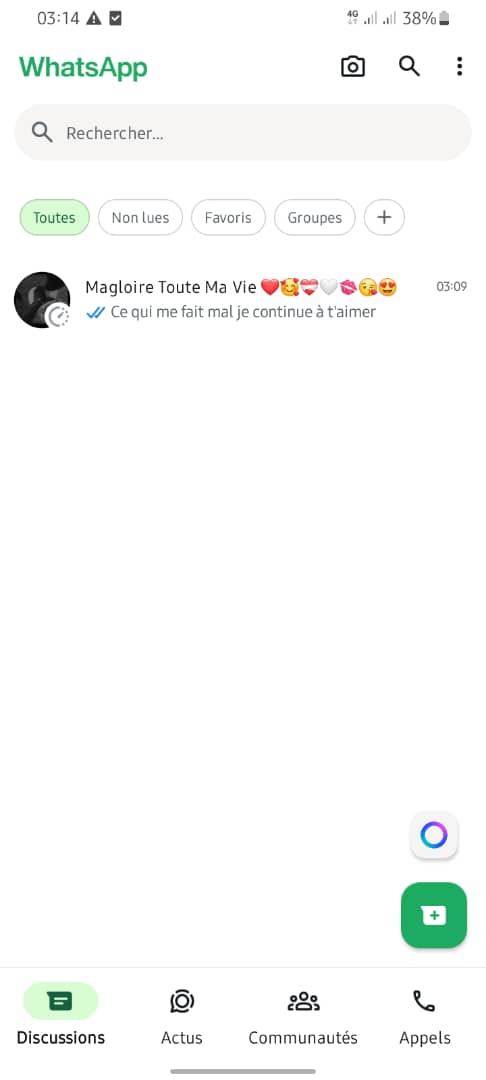 03:14 4G 38%
WhatsApp
Rechercher...
Toutes Non lues Favoris Groupes +
Magloire Toute Ma Vie ❤️🥰💝🤍💋😘😍 03:09
Ce qui me fait mal je continue à t'aimer
Discussions Actus Communautés Appels